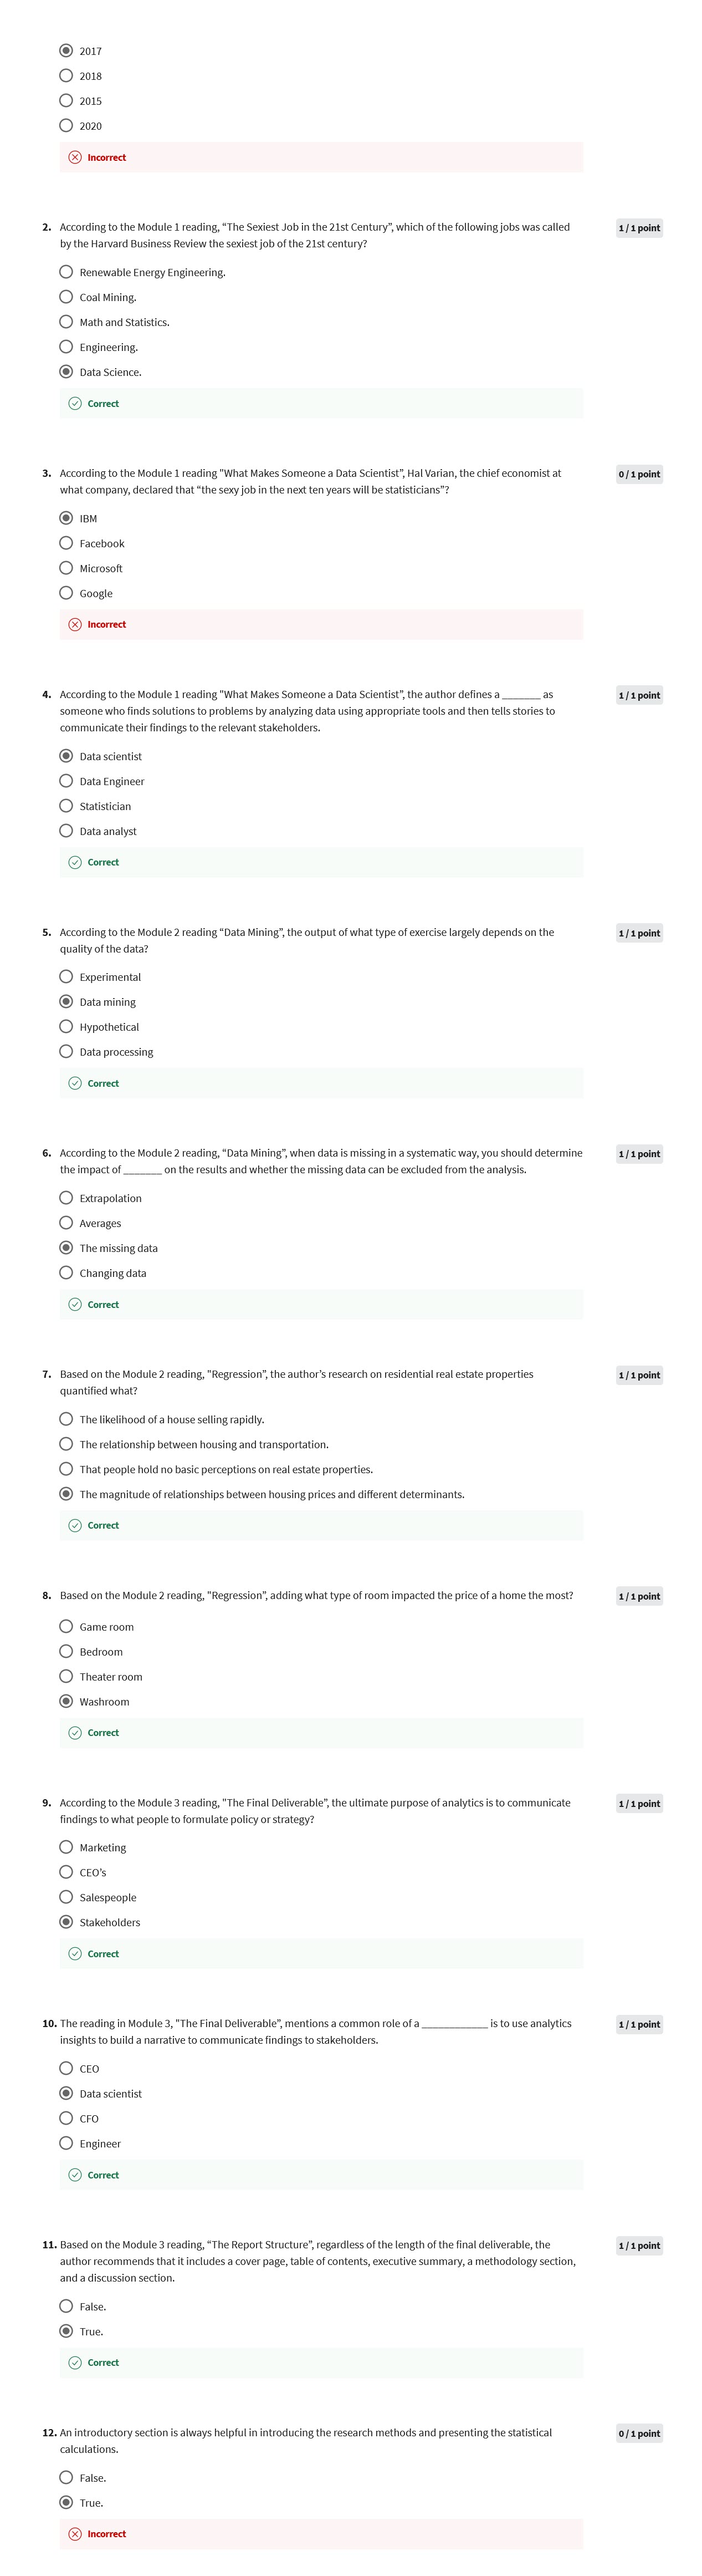 2017
2018
2015
2020
Incorrect
2. According to the Module 1 reading, “The Sexiest Job in the 21st Century”, which of the following jobs was called
by the Harvard Business Review the sexiest job of the 21st century?
1 / 1 point
Renewable Energy Engineering.
Coal Mining.
Math and Statistics.
Engineering.
Data Science.
Correct
3. According to the Module 1 reading "What Makes Someone a Data Scientist”, Hal Varian, the chief economist at
what company, declared that “the sexy job in the next ten years will be statisticians”?
0 / 1 point
IBM
Facebook
Microsoft
Google
Incorrect
4. According to the Module 1 reading "What Makes Someone a Data Scientist”, the author defines a _______ as
someone who finds solutions to problems by analyzing data using appropriate tools and then tells stories to
communicate their findings to the relevant stakeholders.
1 / 1 point
Data scientist
Data Engineer
Statistician
Data analyst
Correct
5. According to the Module 2 reading “Data Mining”, the output of what type of exercise largely depends on the
quality of the data?
1 / 1 point
Experimental
Data mining
Hypothetical
Data processing
Correct
6. According to the Module 2 reading, “Data Mining”, when data is missing in a systematic way, you should determine
the impact of _______ on the results and whether the missing data can be excluded from the analysis.
1 / 1 point
Extrapolation
Averages
The missing data
Changing data
Correct
7. Based on the Module 2 reading, "Regression”, the author’s research on residential real estate properties
quantified what?
1 / 1 point
The likelihood of a house selling rapidly.
The relationship between housing and transportation.
That people hold no basic perceptions on real estate properties.
The magnitude of relationships between housing prices and different determinants.
Correct
8. Based on the Module 2 reading, "Regression”, adding what type of room impacted the price of a home the most?
1 / 1 point
Game room
Bedroom
Theater room
Washroom
Correct
9. According to the Module 3 reading, "The Final Deliverable”, the ultimate purpose of analytics is to communicate
findings to what people to formulate policy or strategy?
1 / 1 point
Marketing
CEO’s
Salespeople
Stakeholders
Correct
10. The reading in Module 3, "The Final Deliverable”, mentions a common role of a ____________ is to use analytics
insights to build a narrative to communicate findings to stakeholders.
1 / 1 point
CEO
Data scientist
CFO
Engineer
Correct
11. Based on the Module 3 reading, “The Report Structure”, regardless of the length of the final deliverable, the
author recommends that it includes a cover page, table of contents, executive summary, a methodology section,
and a discussion section.
1 / 1 point
False.
True.
Correct
12. An introductory section is always helpful in introducing the research methods and presenting the statistical
calculations.
0 / 1 point
False.
True.
Incorrect